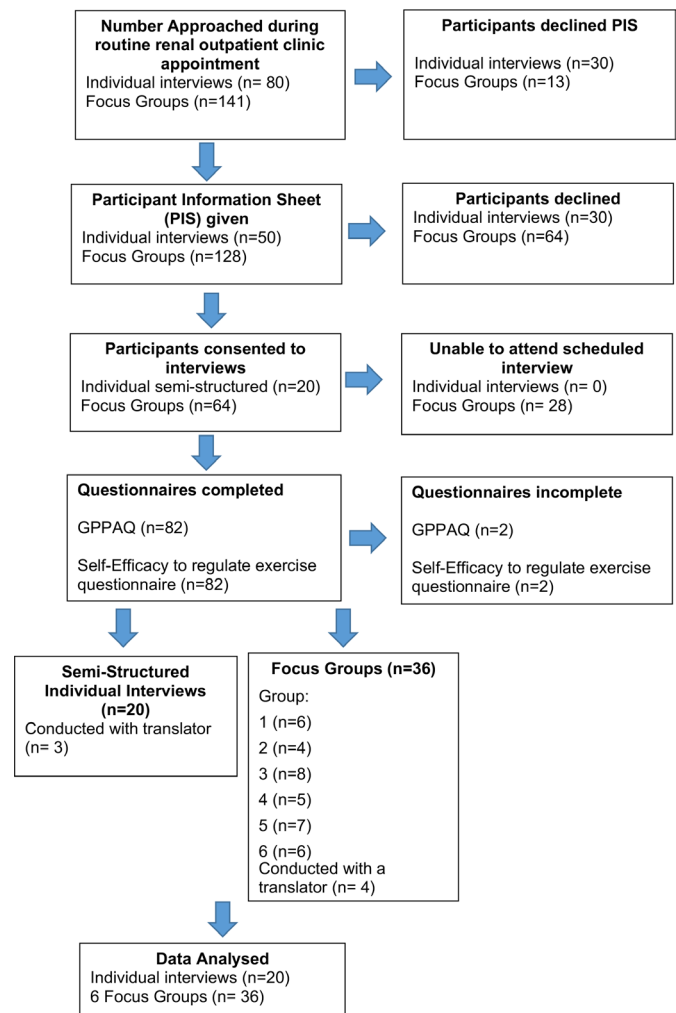 Number Approached during
routine renal outpatient clinic
appointment
Individual interviews (n= 80)
Focus Groups (n=141)
Participants declined PIS
Individual interviews (n=30)
Focus Groups (n=13)
Participant Information Sheet
(PIS) given
Individual interviews (n=50)
Focus Groups (n=128)
Participants declined
Individual interviews (n=30)
Focus Groups (n=64)
Participants consented to
interviews
Individual semi-structured (n=20)
Focus Groups (n=64)
Unable to attend scheduled
interview
Individual interviews (n= 0)
Focus Groups (n= 28)
Questionnaires completed
GPPAQ (n=82)
Self-Efficacy to regulate exercise
questionnaire (n=82)
Questionnaires incomplete
GPPAQ (n=2)
Self-Efficacy to regulate exercise
questionnaire (n=2)
Semi-Structured
Individual Interviews
(n=20)
Conducted with translator
(n= 3)
Focus Groups (n=36)
Group:
1 (n=6)
2 (n=4)
3 (n=8)
4 (n=5)
5 (n=7)
6 (n=6)
Conducted with a
translator (n= 4)
Data Analysed
Individual interviews (n=20)
6 Focus Groups (n= 36)